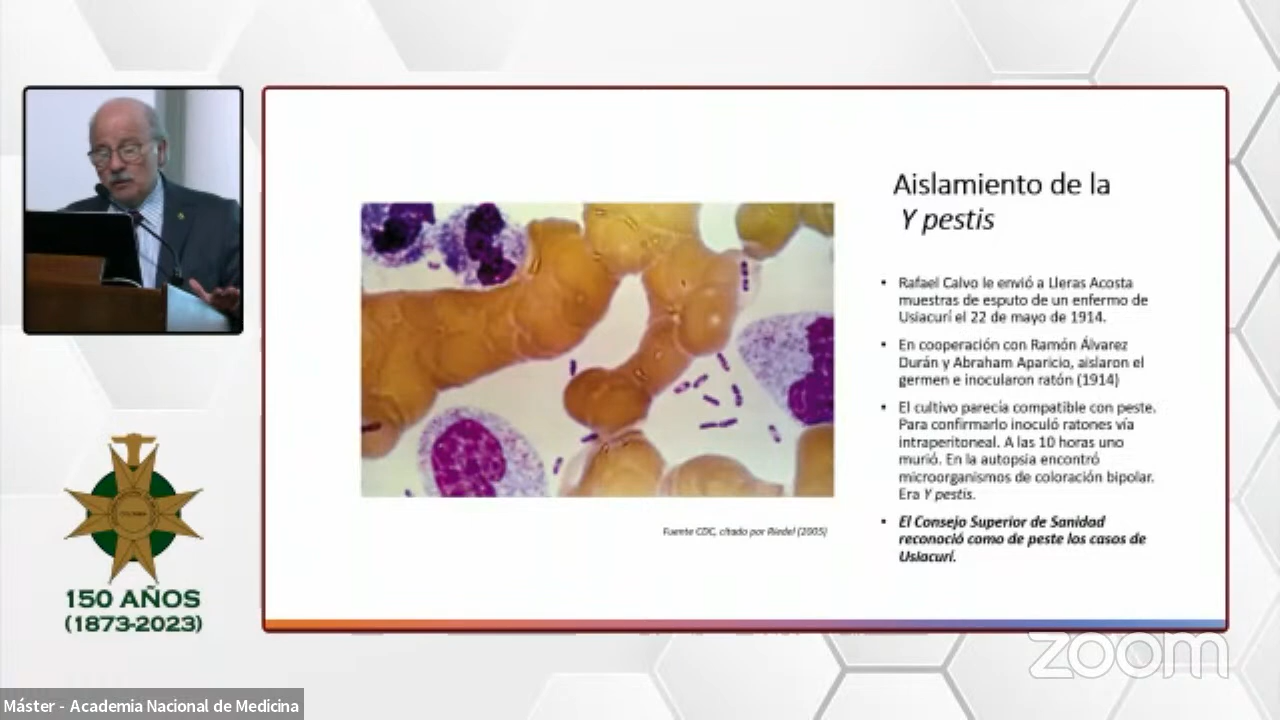 Aislamiento de la
Y pestis
• Rafael Calvo le envió a Lleras Acosta
muestras de esputo de un enfermo de
Usiacurí el 22 de mayo de 1914.
• En cooperación con Ramón Álvarez
Durán y Abraham Aparicio, aislaron el
germen e inocularon ratón (1914)
• El cultivo parecía compatible con peste.
Para confirmarlo inoculó ratones vía
intraperitoneal. A las 10 horas uno
murió. En la autopsia encontró
microorganismos de coloración bipolar.
Era Y pestis.
• El Consejo Superior de Sanidad
reconoció como de peste los casos de
Usiacurí.
Fuente CDC, citado por Riedel (2005)
150 AÑOS
(1873-2023)
zoom
Máster - Academia Nacional de Medicina